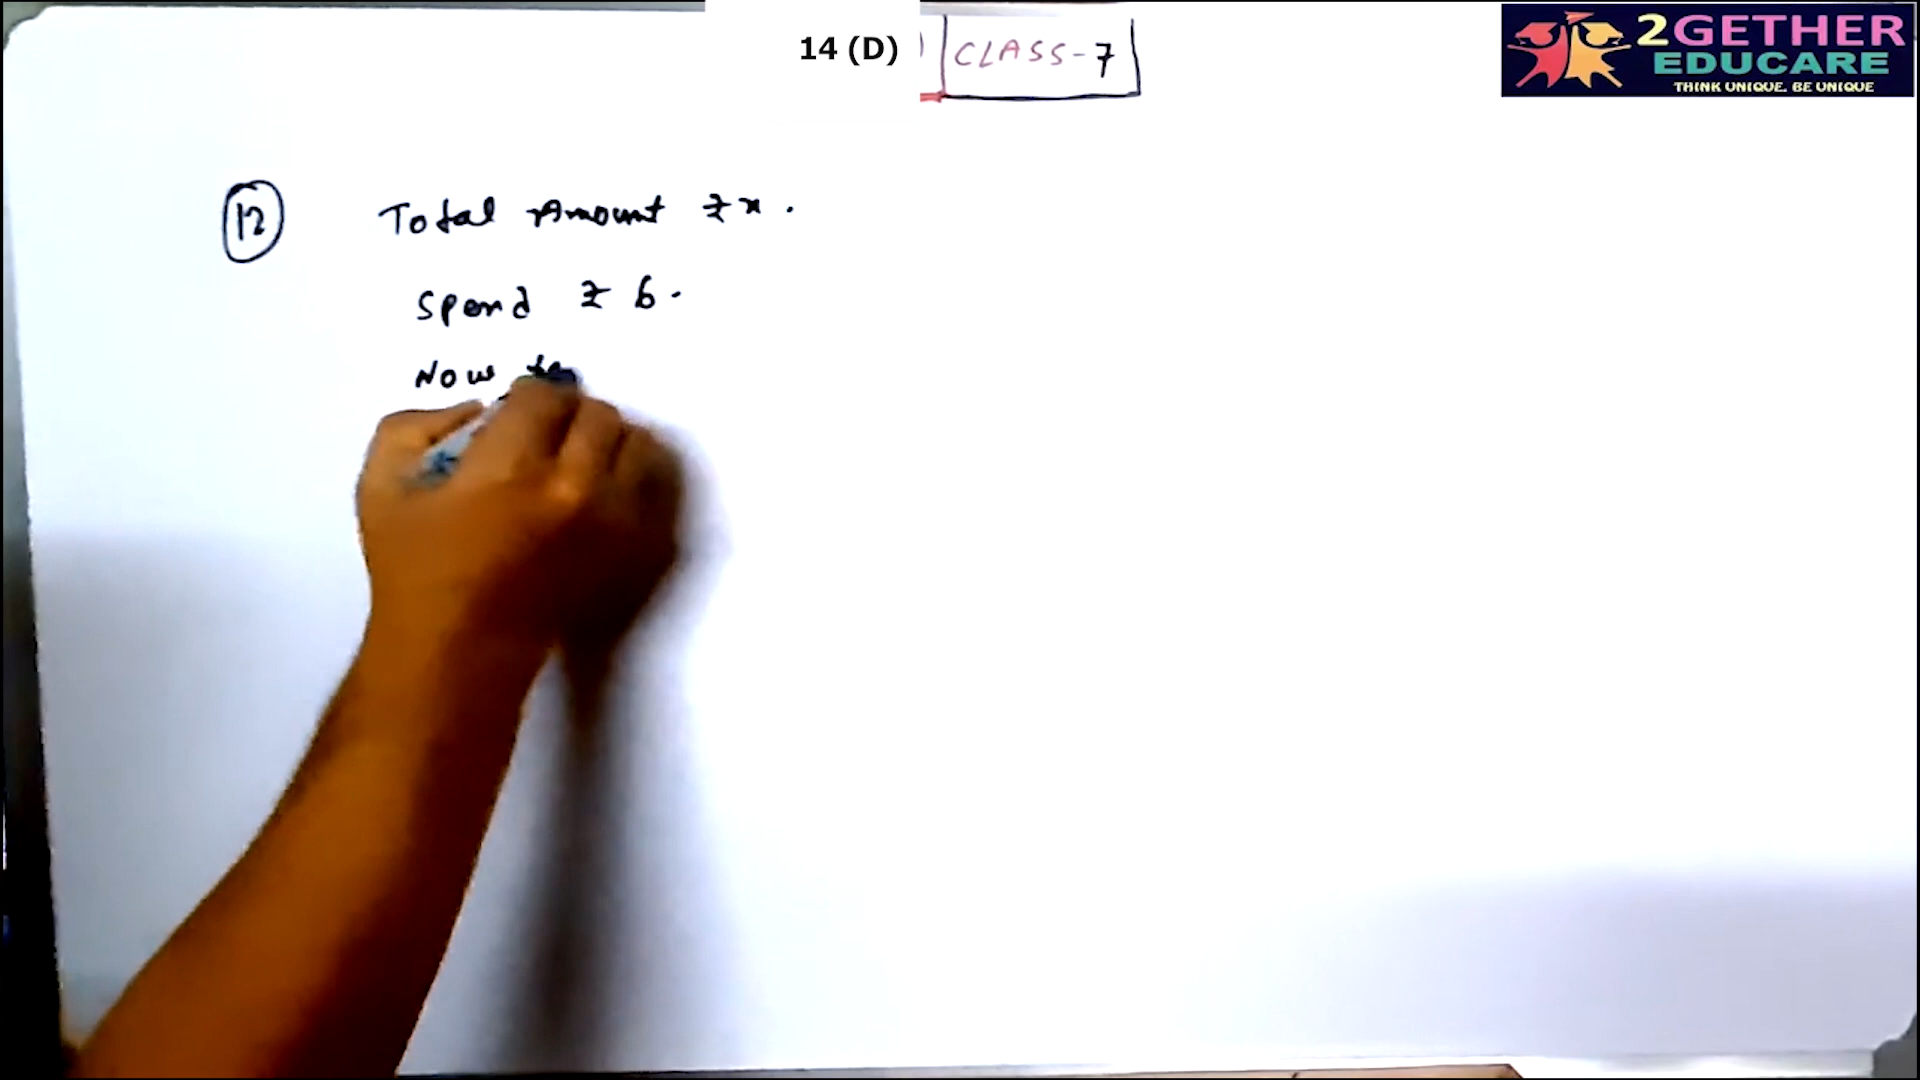 14 (D) CLASS-7
2GETHER
EDUCARE
THINK UNIQUE. BE UNIQUE
12 Total Amount ₹x.
Spend ₹ 6.
Now